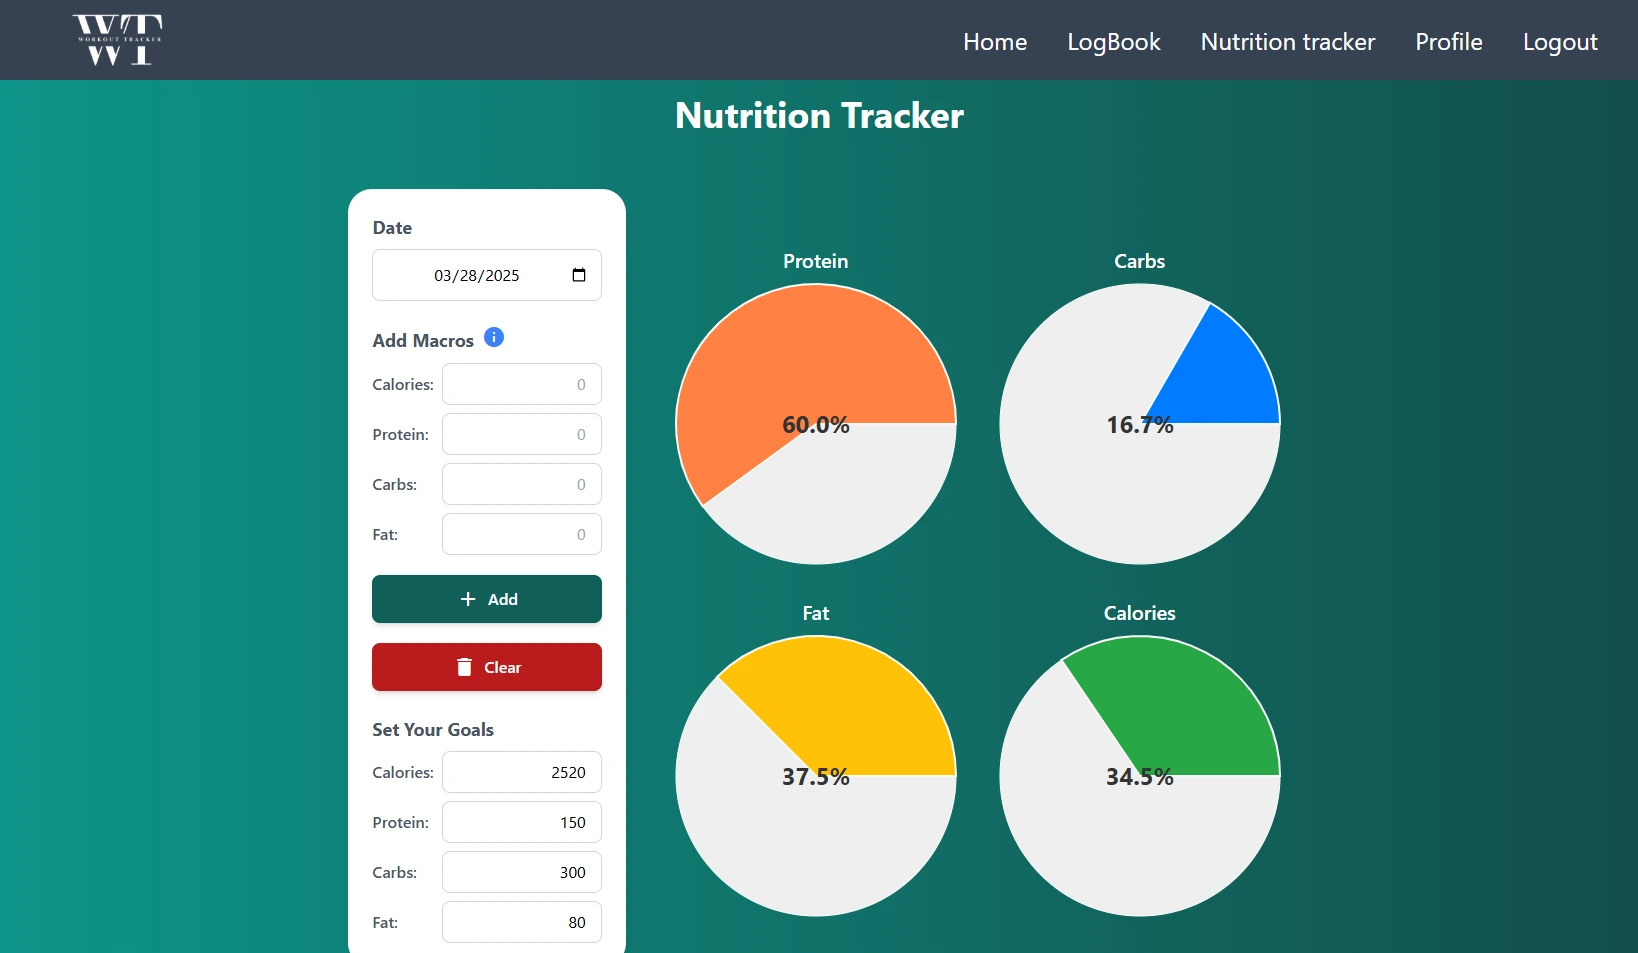 WT
WORKOUT TRACKER
WT
Home LogBook Nutrition tracker Profile Logout
Nutrition Tracker
Date
03/28/2025
Add Macros
Calories: 0
Protein: 0
Carbs: 0
Fat: 0
+ Add
Clear
Set Your Goals
Calories: 2520
Protein: 150
Carbs: 300
Fat: 80
Protein
60.0%
Carbs
16.7%
Fat
37.5%
Calories
34.5%